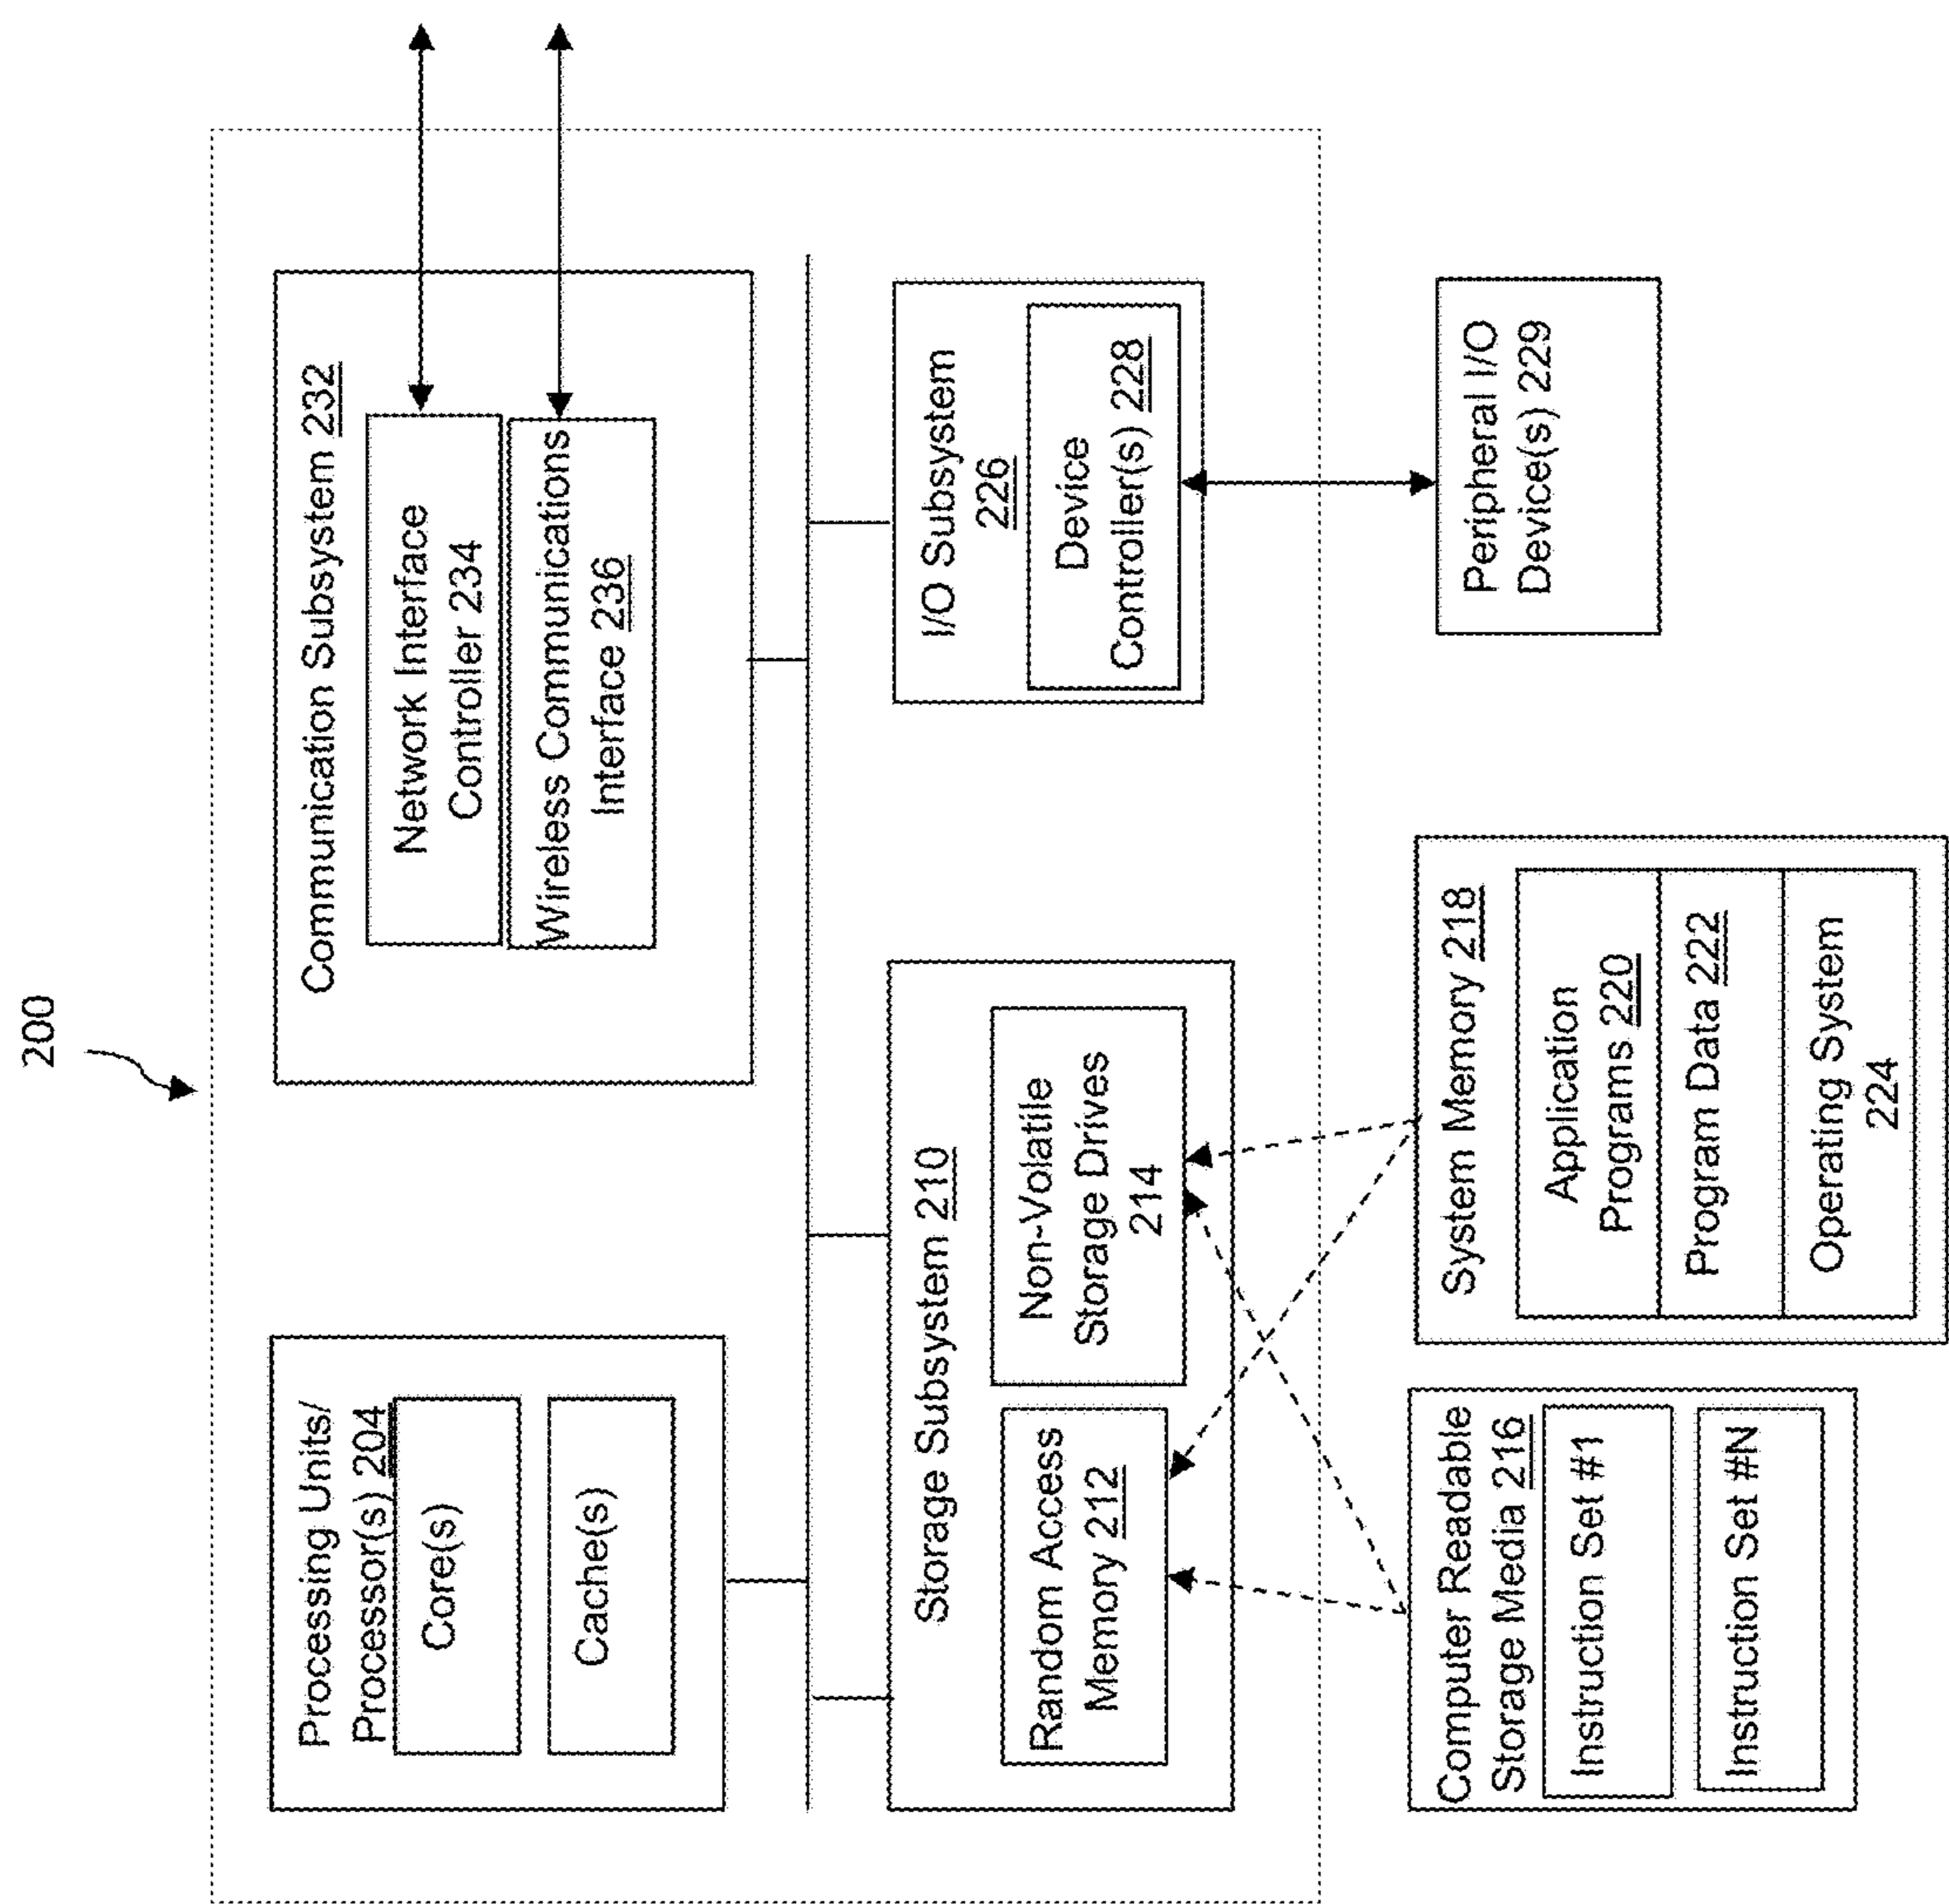 200
Processing Units/
Processor(s) 204
Core(s)
Cache(s)
Communication Subsystem 232
Network Interface
Controller 234
Wireless Communications
Interface 236
Storage Subsystem 210
Random Access
Memory 212
Non-Volatile
Storage Drives
214
I/O Subsystem
226
Device
Controller(s) 228
Computer Readable
Storage Media 216
Instruction Set #1
Instruction Set #N
System Memory 218
Application
Programs 220
Program Data 222
Operating System
224
Peripheral I/O
Device(s) 229